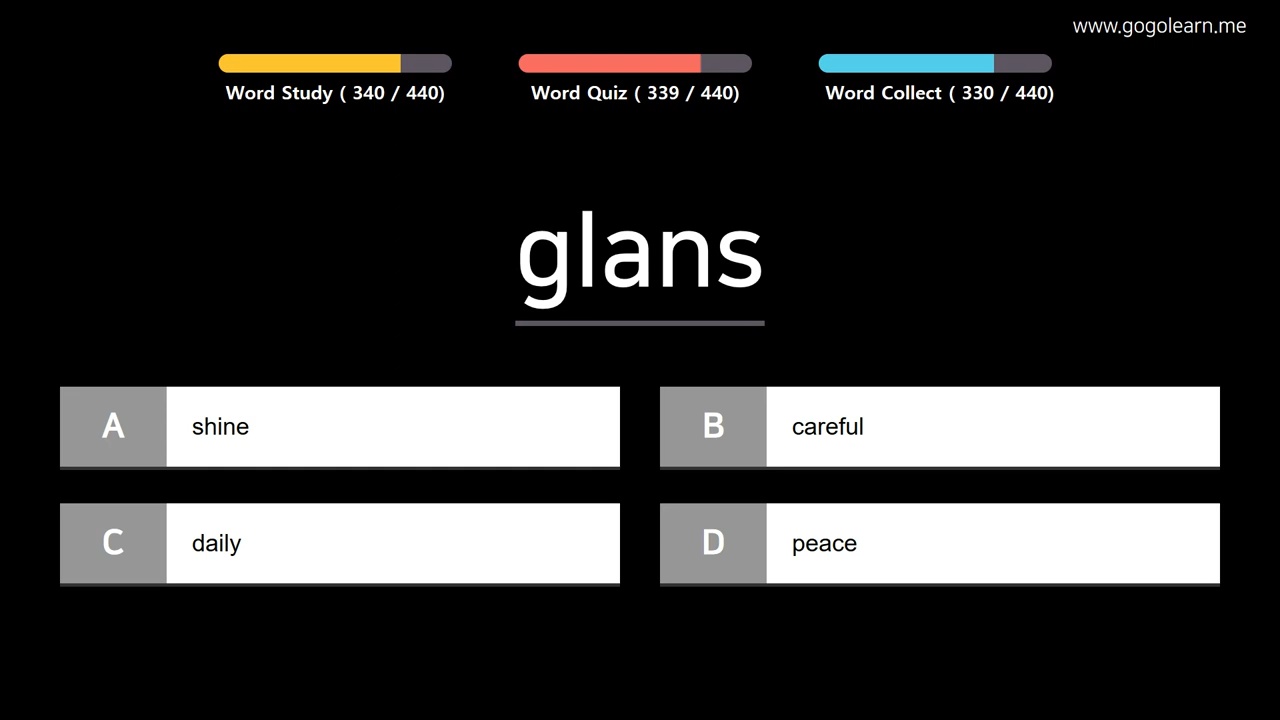 www.gogolearn.me
Word Study ( 340 / 440)
Word Quiz ( 339 / 440)
Word Collect ( 330 / 440)
glans
A shine
B careful
C daily
D peace